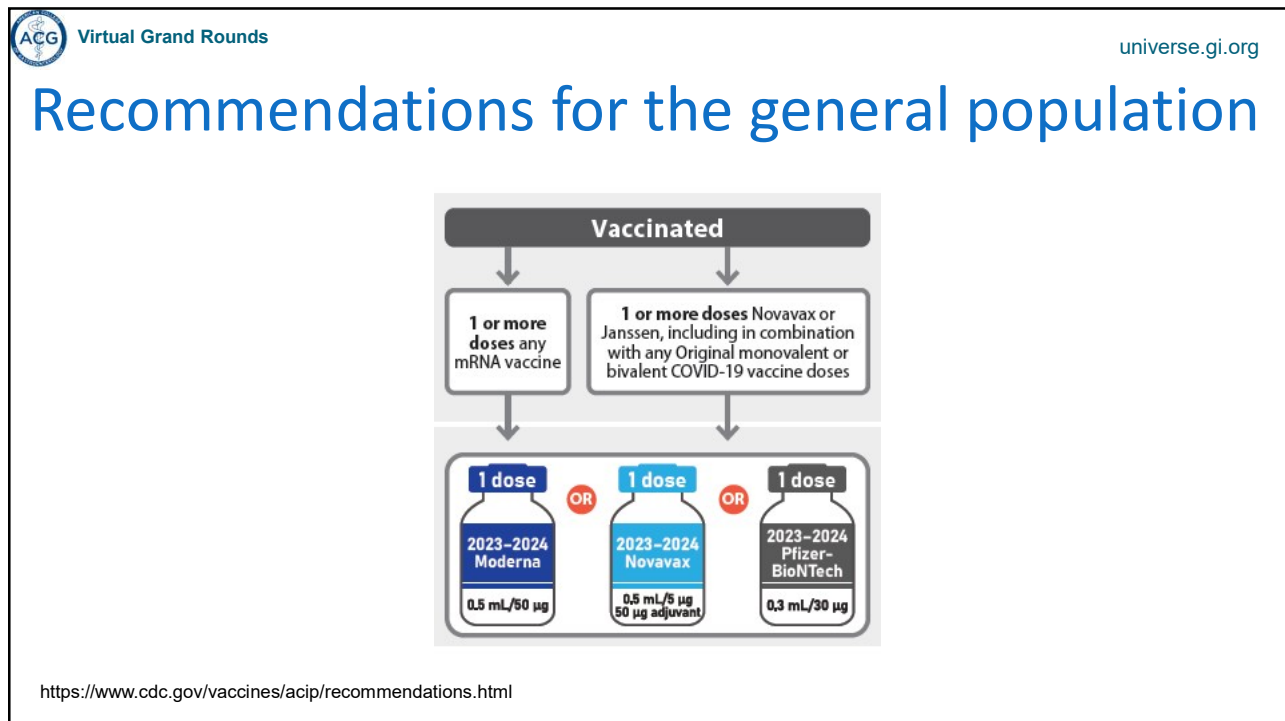 ACG
Virtual Grand Rounds
universe.gi.org
Recommendations for the general population
Vaccinated
1 or more
doses any
mRNA vaccine
1 or more doses Novavax or
Janssen, including in combination
with any Original monovalent or
bivalent COVID-19 vaccine doses
1 dose
OR
1 dose
OR
1 dose
2023–2024
Moderna
0.5 mL/50 µg
2023–2024
Novavax
0.5 mL/5 µg
50 µg adjuvant
2023–2024
Pfizer-
BioNTech
0.3 mL/30 µg
https://www.cdc.gov/vaccines/acip/recommendations.html